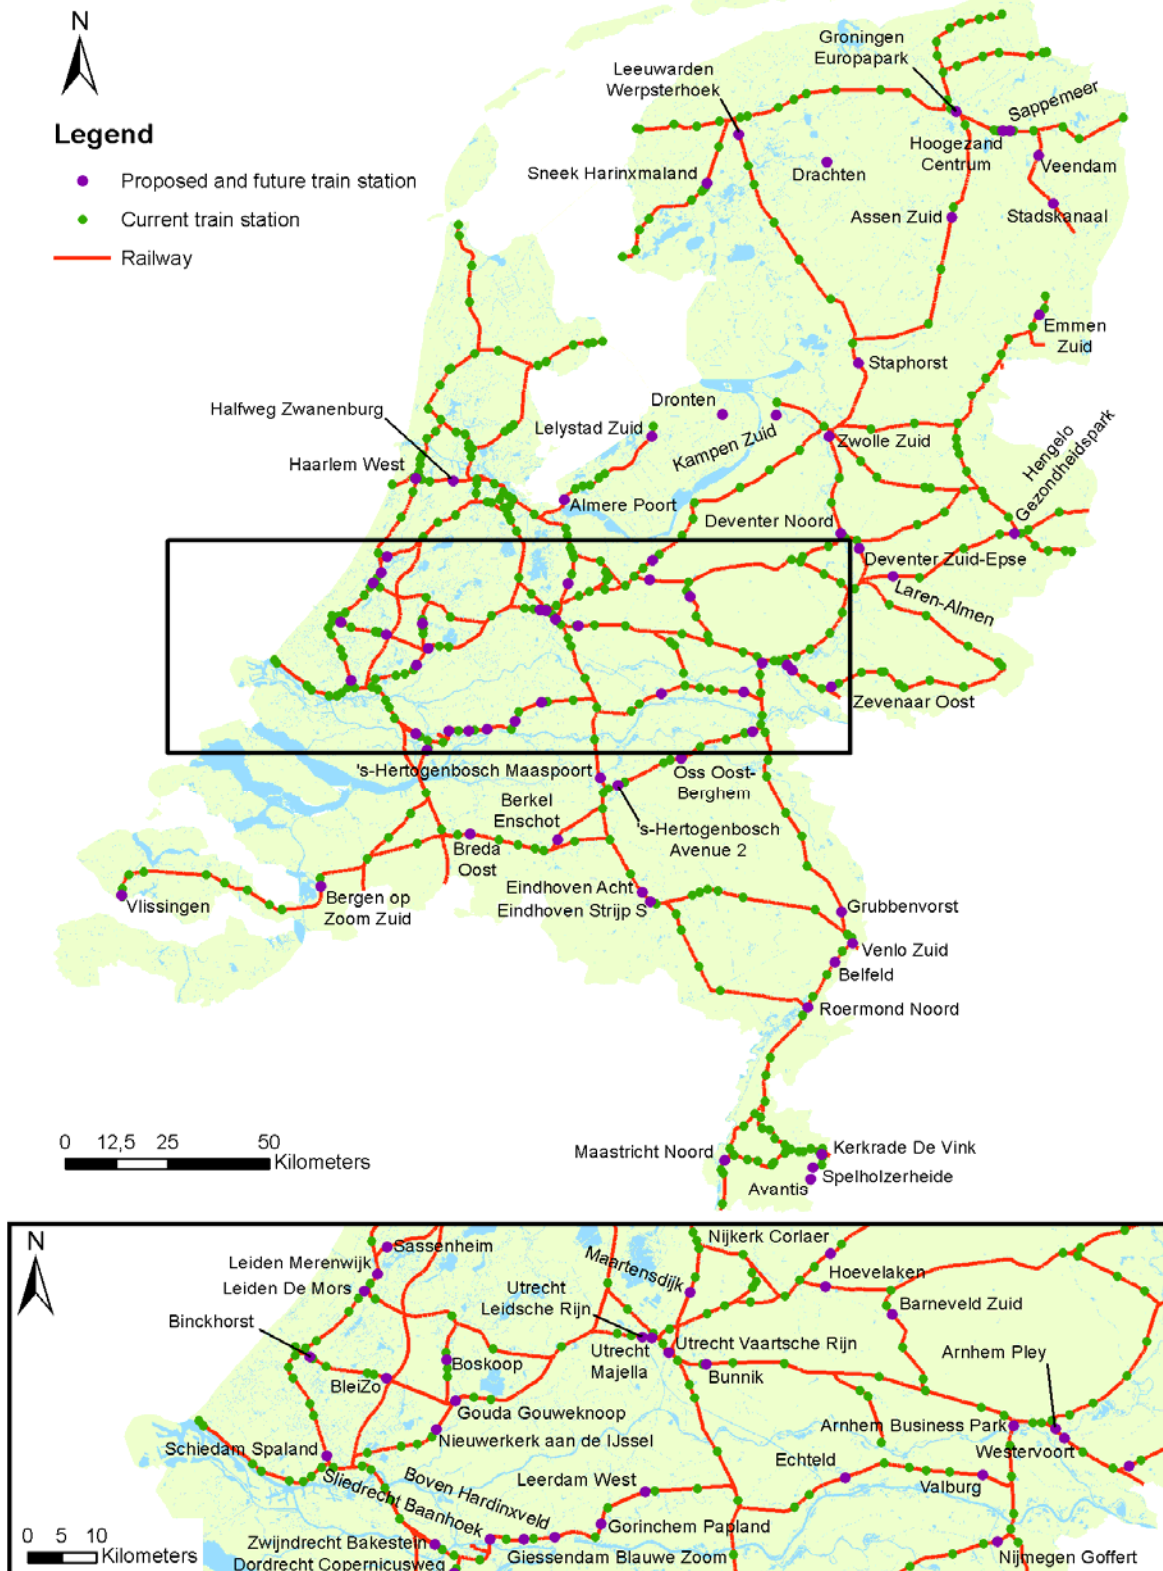 N
Legend
Proposed and future train station
Current train station
Railway
Groningen
Europapark
Leeuwarden
Werpsterhoek
Sappemeer
Hoogezand
Centrum
Sneek Harinxmaland
Drachten
Veendam
Assen Zuid
Stadskanaal
Emmen
Zuid
Staphorst
Halfweg Zwanenburg
Dronten
Lelystad Zuid
Kampen Zuid
Zwolle Zuid
Hengelo
Gezondheidspark
Haarlem West
Almere Poort
Deventer Noord
Deventer Zuid-Epse
Laren-Almen
Zevenaar Oost
's-Hertogenbosch Maaspoort
Oss Oost-
Berghem
Berkel
Enschot
's-Hertogenbosch
Avenue 2
Breda
Oost
Vlissingen
Bergen op
Zoom Zuid
Eindhoven Acht
Eindhoven Strijp S
Grubbenvorst
Venlo Zuid
Belfeld
Roermond Noord
0 12,5 25 50
Kilometers
Maastricht Noord
Kerkrade De Vink
Spelholzerheide
Avantis
N
Sassenheim
Leiden Merenwijk
Leiden De Mors
Binckhorst
Maartensdijk
Nijkerk Corlaer
Hoevelaken
Utrecht
Leidsche Rijn
Barneveld Zuid
Utrecht
Majella
Utrecht Vaartsche Rijn
Arnhem Pley
Boskoop
Bunnik
BleiZo
Gouda Gouweknoop
Arnhem Business Park
Nieuwerkerk aan de IJssel
Westervoort
Schiedam Spaland
Echteld
Sliedrecht Baanhoek
Boven Hardinxveld
Leerdam West
Valburg
Gorinchem Papland
0 5 10
Kilometers
Zwijndrecht Bakestein
Giessendam Blauwe Zoom
Nijmegen Goffert
Dordrecht Copernicusweg